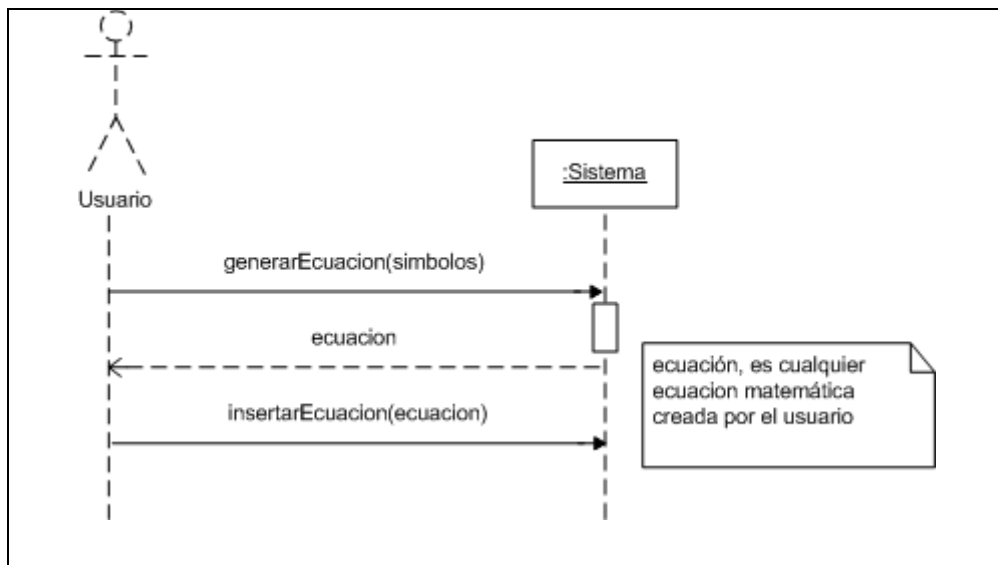 Usuario
:Sistema
generarEcuacion(simbolos)
ecuacion
insertarEcuacion(ecuacion)
ecuación, es cualquier
ecuacion matemática
creada por el usuario